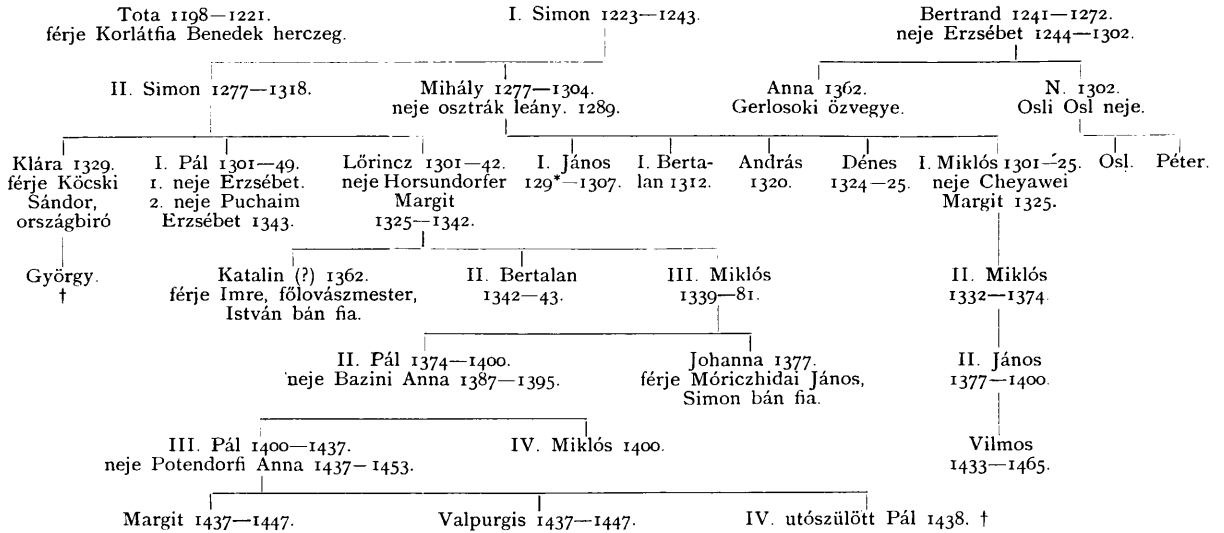 Tota 1198—1221.
férje Korlátfia Benedek herczeg.
I. Simon 1223—1243.
Bertrand 1241—1272.
neje Erzsébet 1244—1302.
II. Simon 1277—1318.
Mihály 1277—1304.
neje osztrák leány. 1289.
Anna 1362.
Gerlosoki özvegye.
N. 1302.
Osli Osl neje.
Klára 1329.
férje Köcski
Sándor,
országbiró
I. Pál 1301—49.
1. neje Erzsébet.
2. neje Puchaim
Erzsébet 1343.
Lőrincz 1301—42.
neje Horsundorfer
Margit
1325—1342.
I. János
129*—1307.
I. Berta-
lan 1312.
András
1320.
Dénes
1324—25.
I. Miklós 1301—25.
neje Cheyawei
Margit 1325.
Osl.
Péter.
György.
†
Katalin (?) 1362.
férje Imre, főlovászmester,
István bán fia.
II. Bertalan
1342—43.
III. Miklós
1339—81.
II. Miklós
1332—1374.
II. Pál 1374—1400.
neje Bazini Anna 1387—1395.
Johanna 1377.
férje Móriczhidai János,
Simon bán fia.
II. János
1377—1400.
III. Pál 1400—1437.
neje Potendorfi Anna 1437—1453.
IV. Miklós 1400.
Vilmos
1433—1465.
Margit 1437—1447.
Valpurgis 1437—1447.
IV. utószülött Pál 1438. †